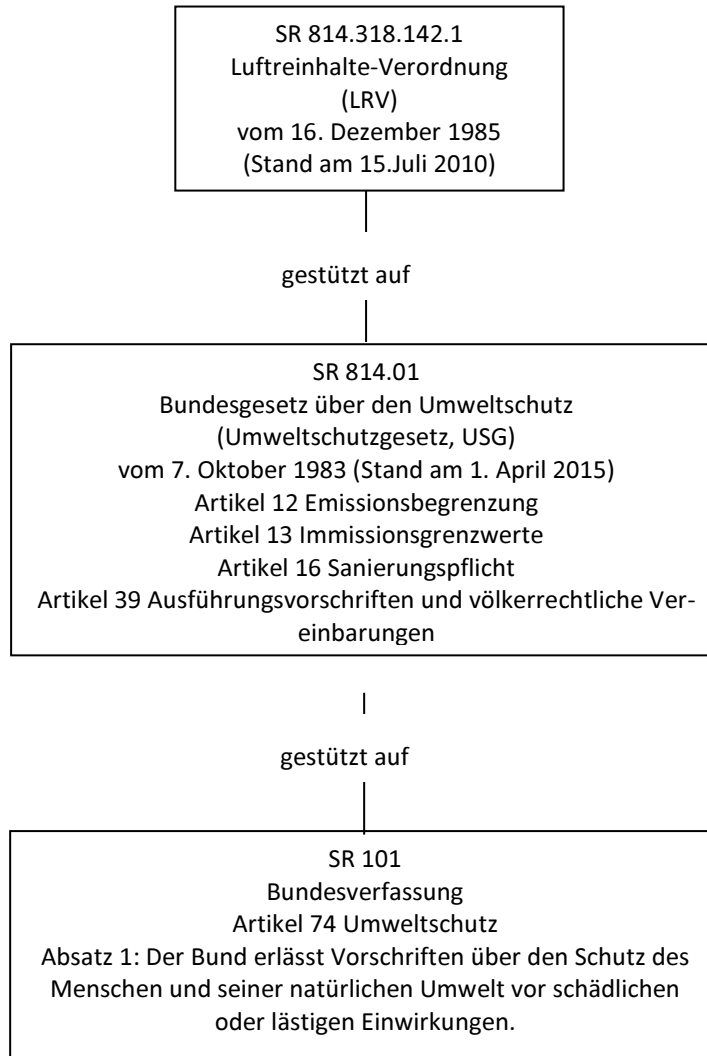 SR 814.318.142.1
Luftreinhalte-Verordnung
(LRV)
vom 16. Dezember 1985
(Stand am 15.Juli 2010)
gestützt auf
SR 814.01
Bundesgesetz über den Umweltschutz
(Umweltschutzgesetz, USG)
vom 7. Oktober 1983 (Stand am 1. April 2015)
Artikel 12 Emissionsbegrenzung
Artikel 13 Immissionsgrenzwerte
Artikel 16 Sanierungspflicht
Artikel 39 Ausführungsvorschriften und völkerrechtliche Ver-
einbarungen
gestützt auf
SR 101
Bundesverfassung
Artikel 74 Umweltschutz
Absatz 1: Der Bund erlässt Vorschriften über den Schutz des
Menschen und seiner natürlichen Umwelt vor schädlichen
oder lästigen Einwirkungen.